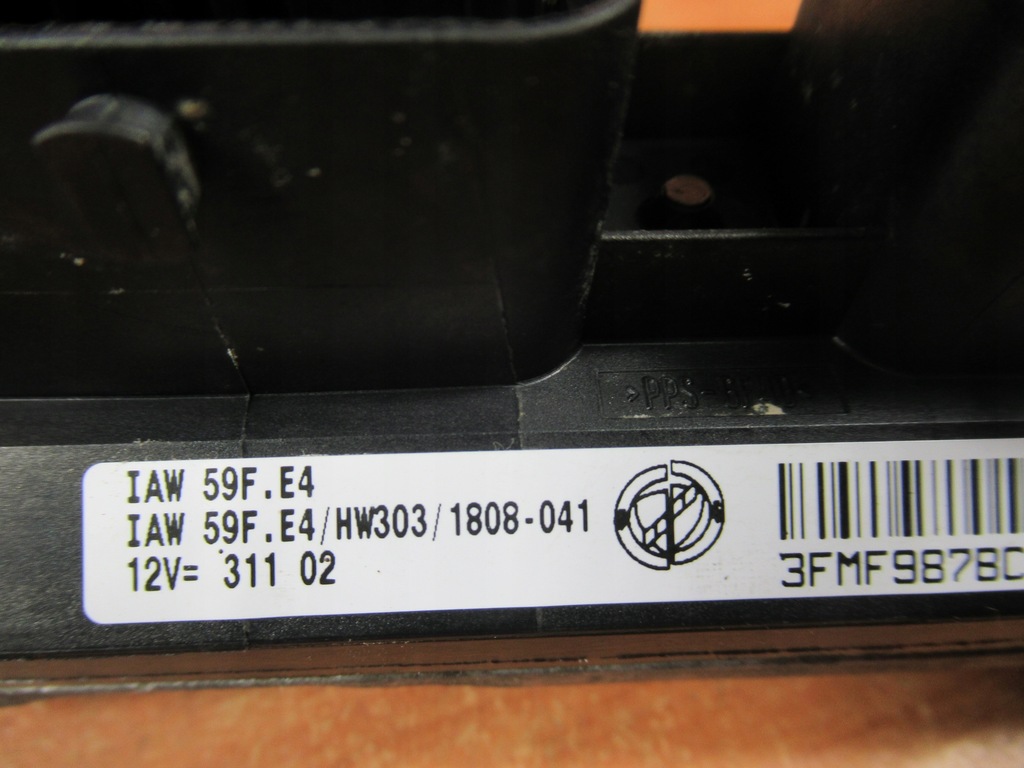 IAW 59F.E4
IAW 59F.E4/HW303/1808-041
12V= 311 02
3FMF987BC